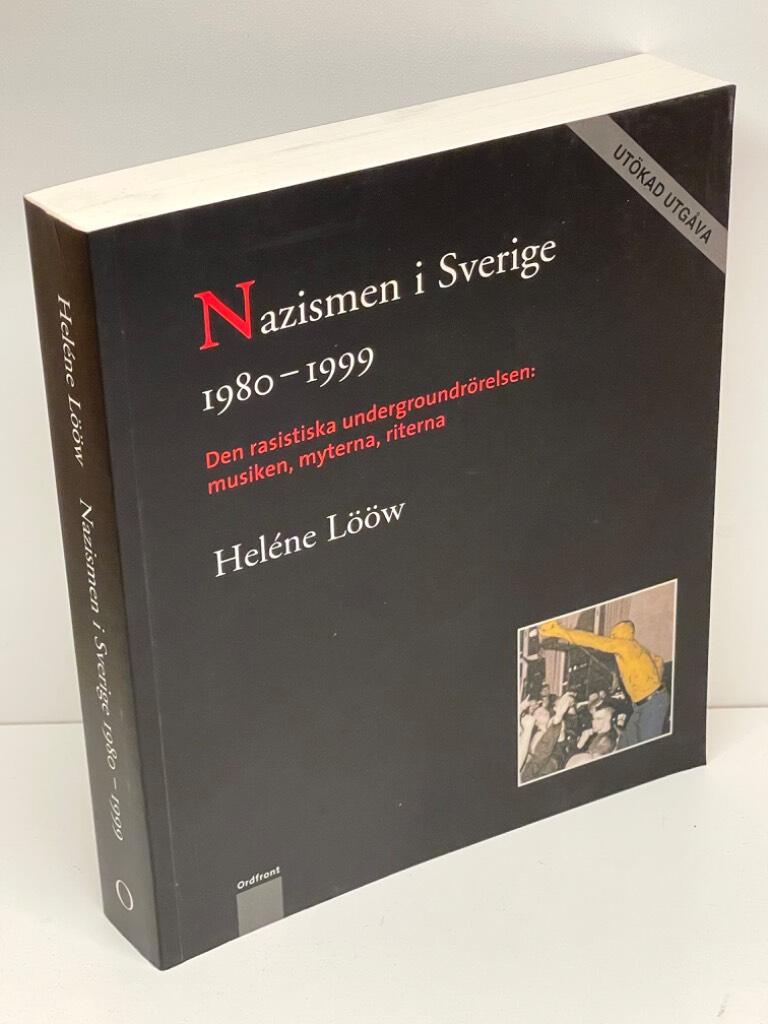 UTÖKAD UTGÅVA
Nazismen i Sverige
1980–1999
Den rasistiska undergroundrörelsen:
musiken, myterna, riterna
Heléne Lööw
Ordfront
Heléne Lööw Nazismen i Sverige 1980 – 1999